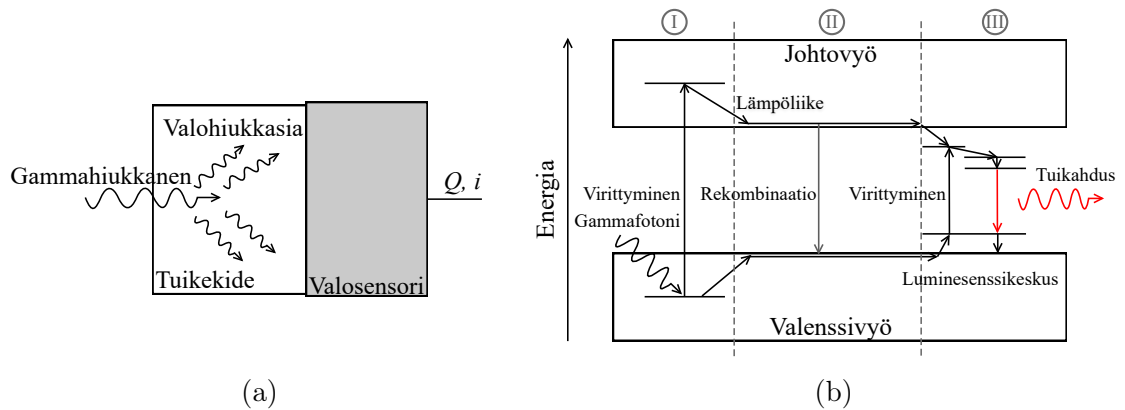 Gammahiukkanen
Valohiukkasia
Tuikekide
Valosensori
Q, i
(a)
I
II
III
Energia
Johtovyö
Lämpöliike
Virittyminen
Gammafotoni
Rekombinaatio
Virittyminen
Tuikahdus
Luminesenssikeskus
Valenssivyö
(b)